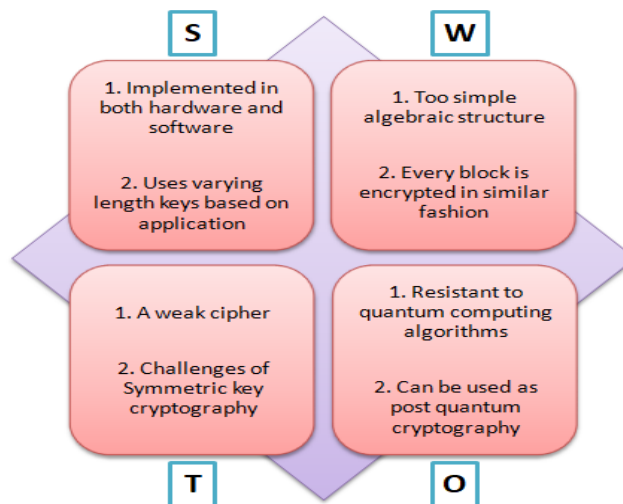 S
1. Implemented in
both hardware and
software
2. Uses varying
length keys based on
application
W
1. Too simple
algebraic structure
2. Every block is
encrypted in similar
fashion
1. A weak cipher
2. Challenges of
Symmetric key
cryptography
T
1. Resistant to
quantum computing
algorithms
2. Can be used as
post quantum
cryptography
O